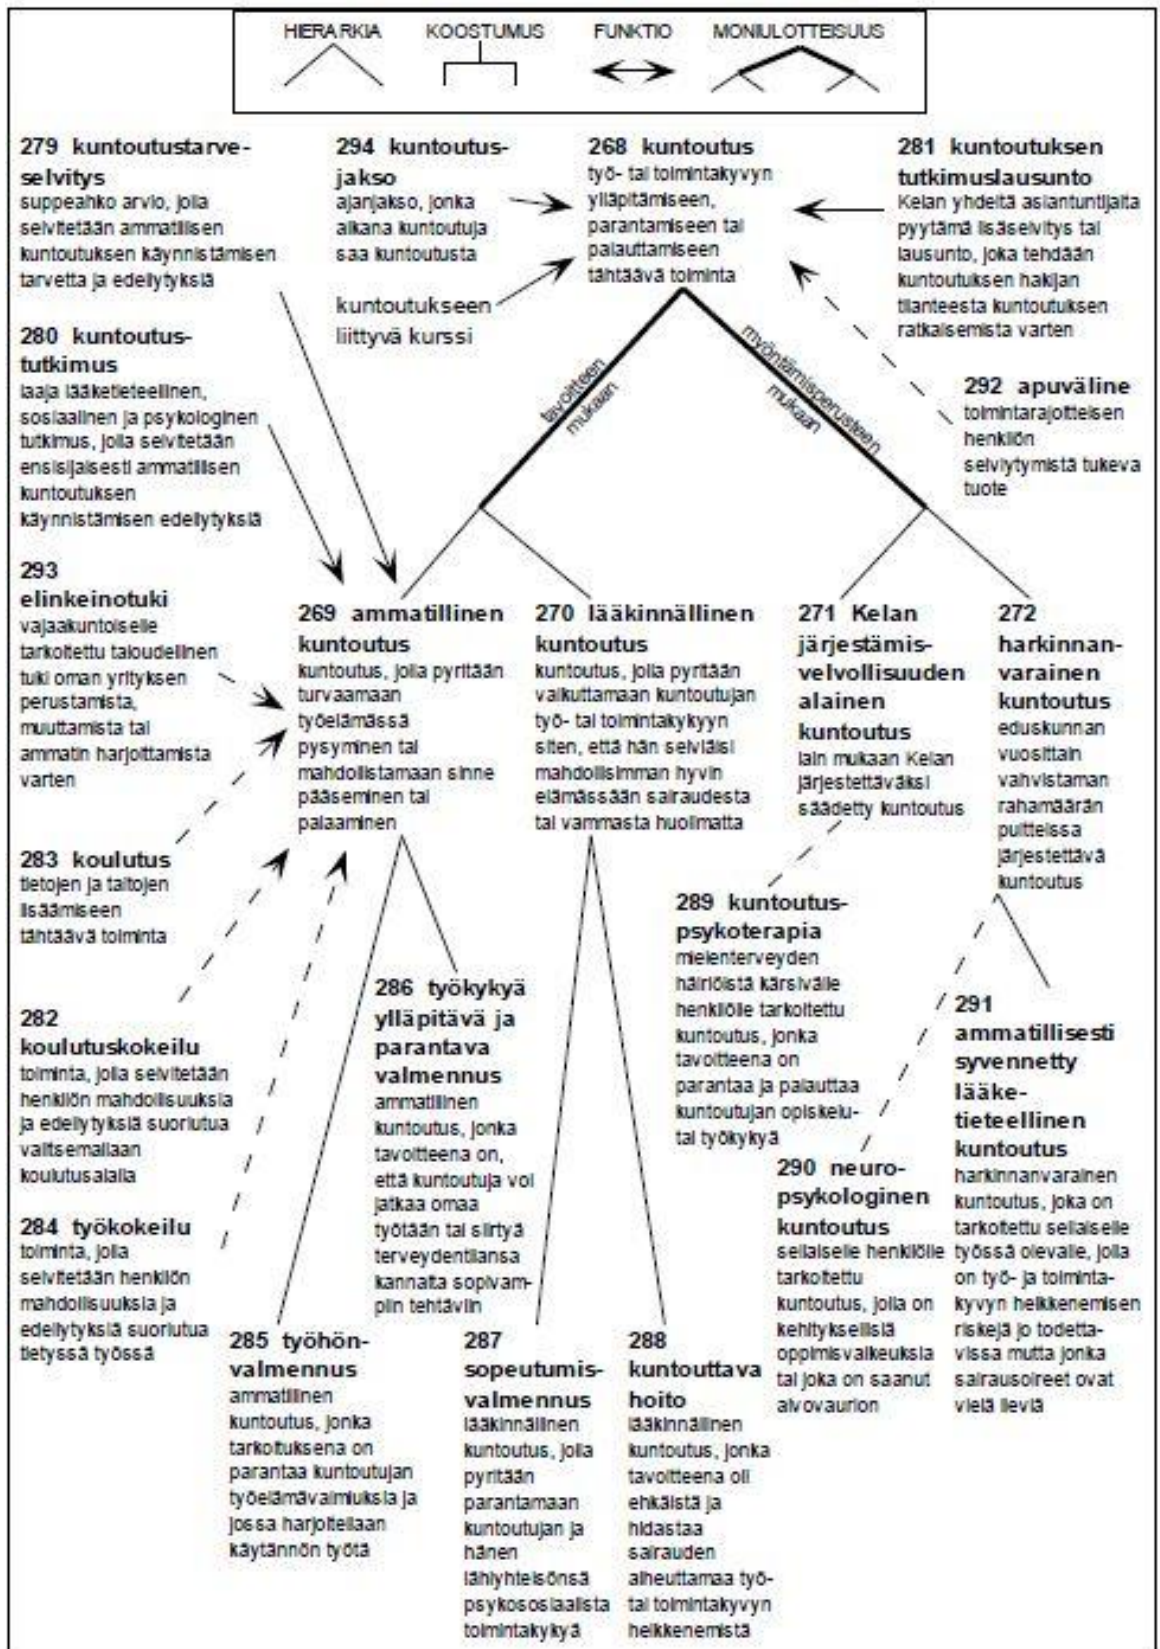 HIERARKIA KOOSTUMUS FUNKTIO MONIULOTTEISUUS
279 kuntoutustarve-
selvitys
suppeahko arvio, jolla
selvitetään ammatillisen
kuntoutuksen käynnistämisen
tarvetta ja edellytyksiä
294 kuntoutus-
jakso
ajanjakso, jonka
aikana kuntoutuja
saa kuntoutusta
268 kuntoutus
työ- tai toimintakyvyn
ylläpitämiseen,
parantamiseen tai
palauttamiseen
tähtäävä toiminta
281 kuntoutuksen
tutkimuslausunto
Kelan yhdeltä asiantuntijalta
pyytämä lisäselvitys tai
lausunto, joka tehdään
kuntoutuksen hakijan
tilanteesta kuntoutuksen
ratkaisemista varten
kuntoutukseen
liittyvä kurssi
280 kuntoutus-
tutkimus
laaja lääketieteellinen,
sosiaalinen ja psykologinen
tutkimus, jolla selvitetään
ensisijaisesti ammatillisen
kuntoutuksen
käynnistämisen edellytyksiä
tavoitteen
mukaan
myöntämisperusteen
mukaan
292 apuväline
toimintarajoitteisen
henkilön
selviytymistä tukeva
tuote
293
elinkeinotuki
vajaakuntoiselle
tarkoitettu taloudellinen
tuki oman yrityksen
perustamista,
muuttamista tai
ammatin harjoittamista
varten
269 ammatillinen
kuntoutus
kuntoutus, jolla pyritään
turvaamaan
työelämässä
pysyminen tai
mahdollistamaan sinne
pääseminen tai
palaaminen
270 lääkinnällinen
kuntoutus
kuntoutus, jolla pyritään
vaikuttamaan kuntoutujan
työ- tai toimintakykyyn
siten, että hän selviäisi
mahdollisimman hyvin
elämässään sairaudesta
tai vammasta huolimatta
271 Kelan
järjestämis-
velvollisuuden
alainen
kuntoutus
lain mukaan Kelan
järjestettäväksi
säädetty kuntoutus
272
harkinnan-
varainen
kuntoutus
eduskunnan
vuosittain
vahvistaman
rahamäärän
puitteissa
järjestettävä
kuntoutus
283 koulutus
tietojen ja taitojen
lisäämiseen
tähtäävä toiminta
289 kuntoutus-
psykoterapia
mielenterveyden
häiriöistä kärsivälle
henkilölle tarkoitettu
kuntoutus, jonka
tavoitteena on
parantaa ja palauttaa
kuntoutujan opiskelu-
tai työkykyä
282
koulutuskokeilu
toiminta, jolla selvitetään
henkilön mahdollisuuksia
ja edellytyksiä suoriutua
valitsemallaan
koulutusalalla
286 työkykyä
ylläpitävä ja
parantava
valmennus
ammatillinen
kuntoutus, jonka
tavoitteena on,
että kuntoutuja voi
jatkaa omaa
työtään tai siirtyä
terveydentilansa
kannalta sopivam-
piin tehtäviin
291
ammatillisesti
syvennetty
lääke-
tieteellinen
kuntoutus
harkinnanvarainen
kuntoutus, joka on
tarkoitettu sellaiselle
työssä olevalle, jolla
on työ- ja toiminta-
kyvyn heikkenemisen
riskejä jo todetta-
vissa mutta jonka
sairausoireet ovat
vielä lieviä
290 neuro-
psykologinen
kuntoutus
sellaiselle henkilölle
tarkoitettu
kuntoutus, jolla on
kehityksellisiä
oppimisvaikeuksia
tai joka on saanut
aivovaurion
284 työkokeilu
toiminta, jolla
selvitetään henkilön
mahdollisuuksia ja
edellytyksiä suoriutua
tietyssä työssä
285 työhön-
valmennus
ammatillinen
kuntoutus, jonka
tarkoituksena on
parantaa kuntoutujan
työelämävalmiuksia ja
jossa harjoitellaan
käytännön työtä
287
sopeutumis-
valmennus
lääkinnällinen
kuntoutus, jolla
pyritään
parantamaan
kuntoutujan ja
hänen
lähiyhteisönsä
psykososiaalista
toimintakykyä
288
kuntouttava
hoito
lääkinnällinen
kuntoutus, jonka
tavoitteena oli
ehkäistä ja
hidastaa
sairauden
aiheuttamaa työ-
tai toimintakyvyn
heikkenemistä